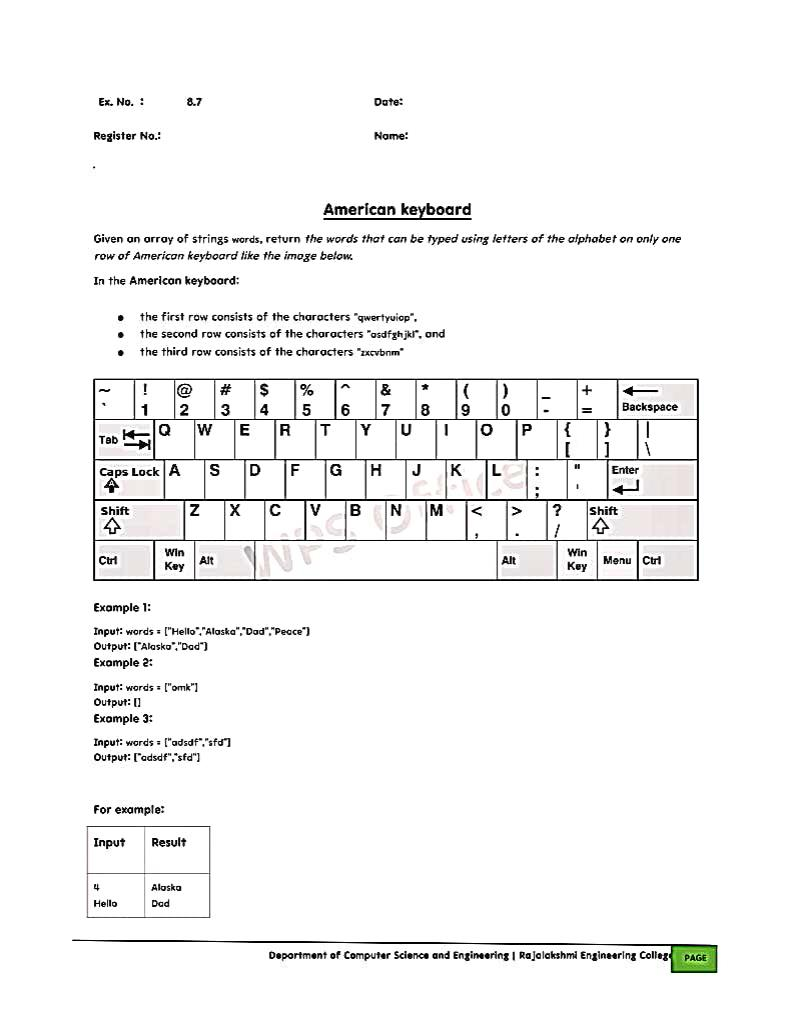 Ex. No. : 8.7 Date:
Register No.: Name:
.
American keyboard
Given an array of strings words, return the words that can be typed using letters of the alphabet on only one
row of American keyboard like the image below.
In the American keyboard:
● the first row consists of the characters "qwertyuiop",
● the second row consists of the characters "asdfghjkl", and
● the third row consists of the characters "zxcvbnm"
~ ! @ # $ % ^ & * ( ) _ +
` 1 2 3 4 5 6 7 8 9 0 - = Backspace
Tab Q W E R T Y U I O P { } |
[ ] \
Caps Lock A S D F G H J K L : " Enter
; '
Shift Z X C V B N M < > ? Shift
, . /
Ctrl Win Key Alt Alt Win Key Menu Ctrl
WPS Office
Example 1:
Input: words = ["Hello","Alaska","Dad","Peace"]
Output: ["Alaska","Dad"]
Example 2:
Input: words = ["omk"]
Output: []
Example 3:
Input: words = ["adsdf","sfd"]
Output: ["adsdf","sfd"]
For example:
Input Result
4 Alaska
Hello Dad
Department of Computer Science and Engineering | Rajalakshmi Engineering College
PAGE